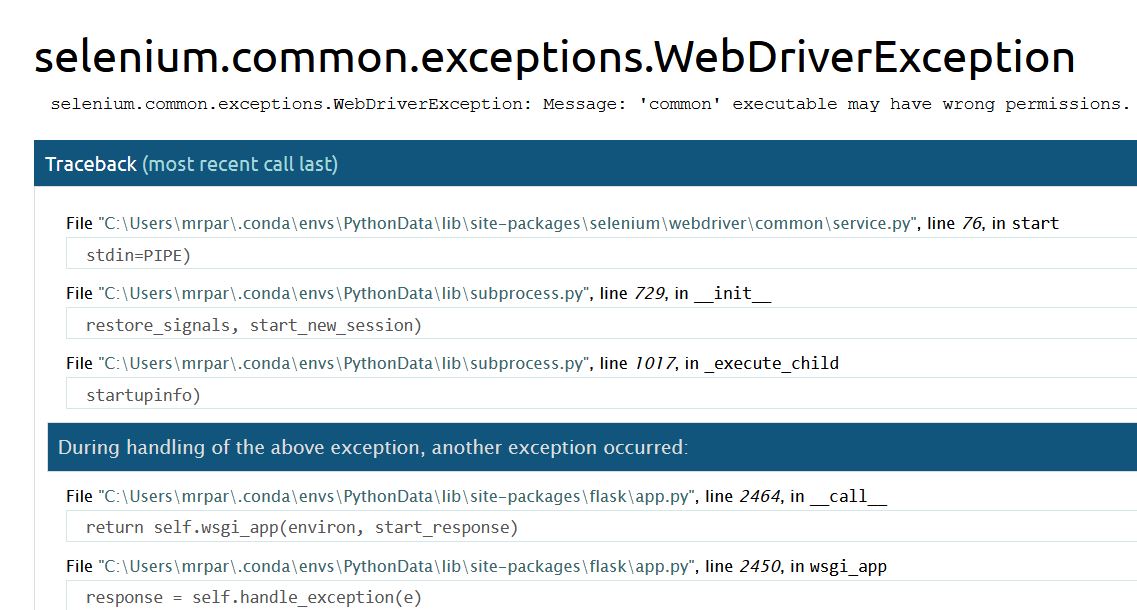 selenium.common.exceptions.WebDriverException
selenium.common.exceptions.WebDriverException: Message: 'common' executable may have wrong permissions.
Traceback (most recent call last)
File "C:\Users\mrpar\.conda\envs\PythonData\lib\site-packages\selenium\webdriver\common\service.py", line 76, in start
stdin=PIPE)
File "C:\Users\mrpar\.conda\envs\PythonData\lib\subprocess.py", line 729, in __init__
restore_signals, start_new_session)
File "C:\Users\mrpar\.conda\envs\PythonData\lib\subprocess.py", line 1017, in _execute_child
startupinfo)
During handling of the above exception, another exception occurred:
File "C:\Users\mrpar\.conda\envs\PythonData\lib\site-packages\flask\app.py", line 2464, in __call__
return self.wsgi_app(environ, start_response)
File "C:\Users\mrpar\.conda\envs\PythonData\lib\site-packages\flask\app.py", line 2450, in wsgi_app
response = self.handle_exception(e)